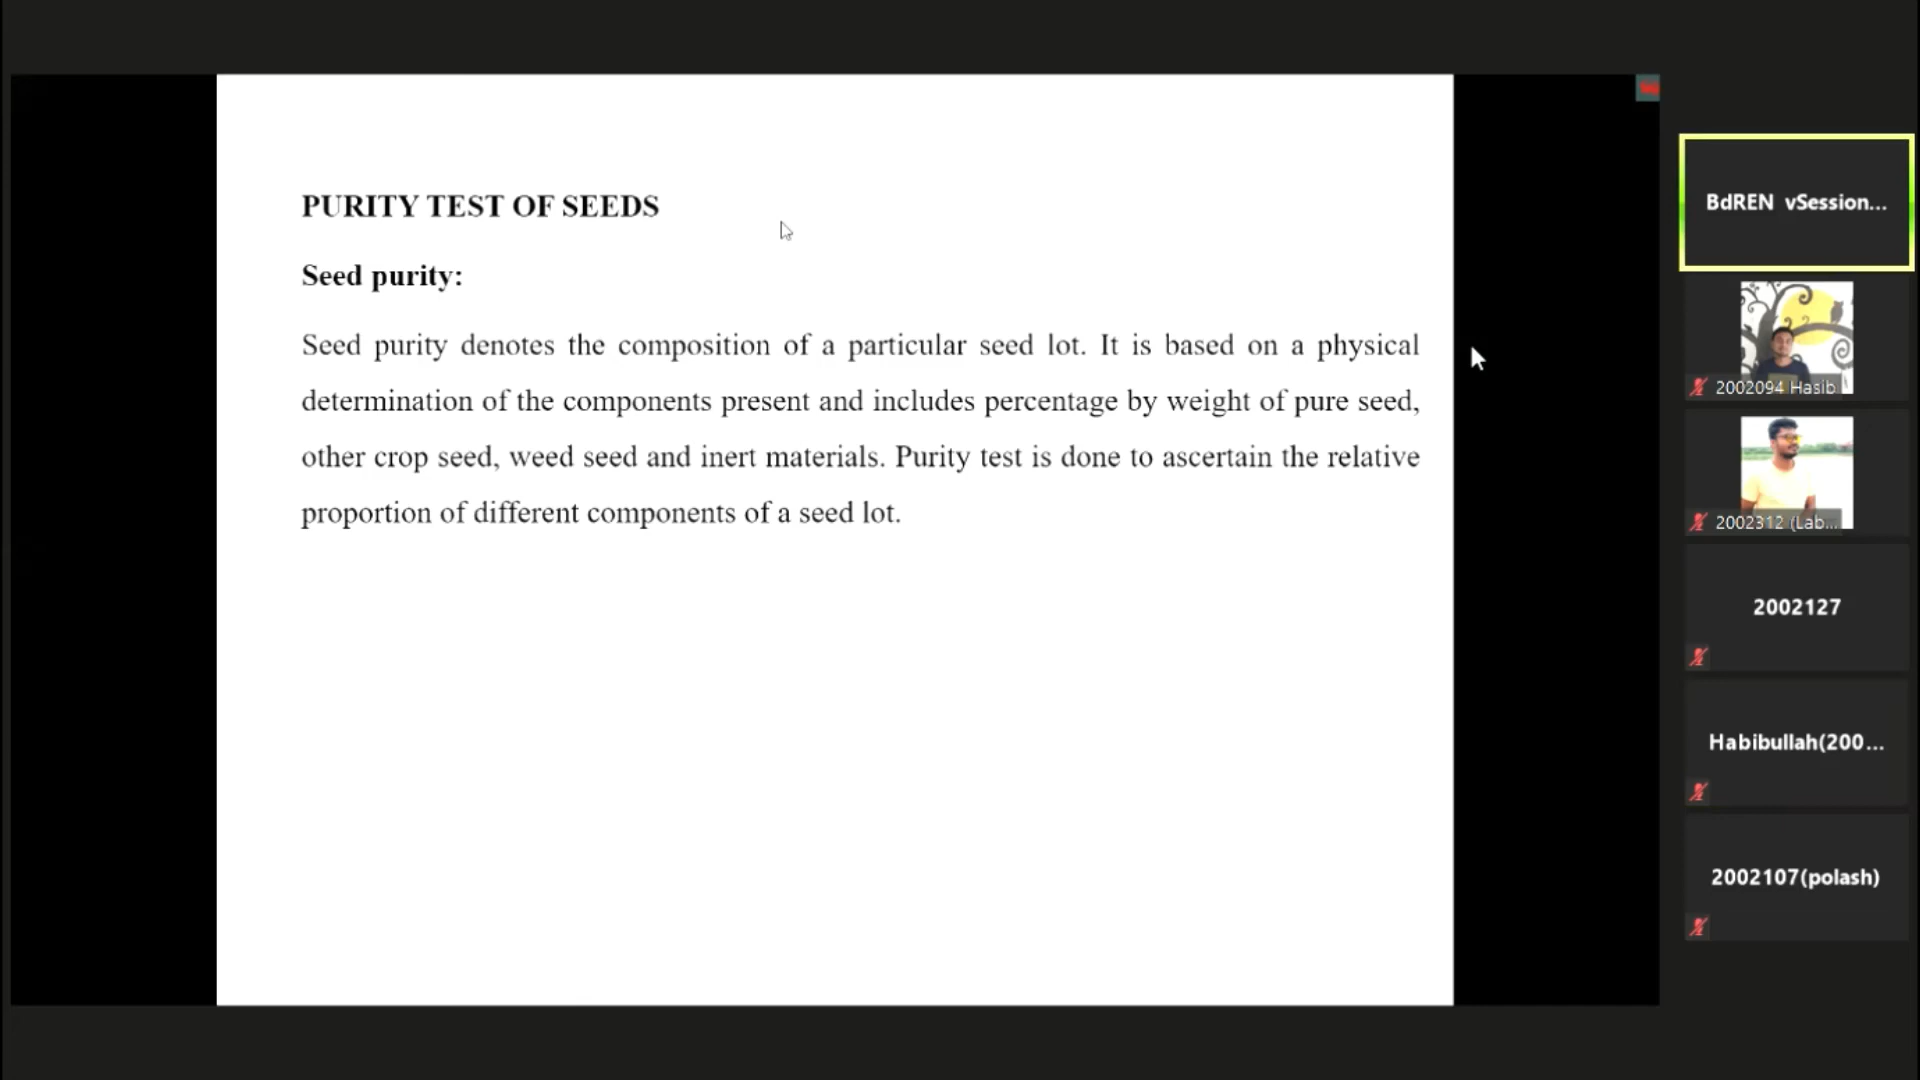 PURITY TEST OF SEEDS
Seed purity:
Seed purity denotes the composition of a particular seed lot. It is based on a physical
determination of the components present and includes percentage by weight of pure seed,
other crop seed, weed seed and inert materials. Purity test is done to ascertain the relative
proportion of different components of a seed lot.
BdREN vSession...
2002094 Hasib
2002312 (Lab...
2002127
Habibullah(200...
2002107(polash)